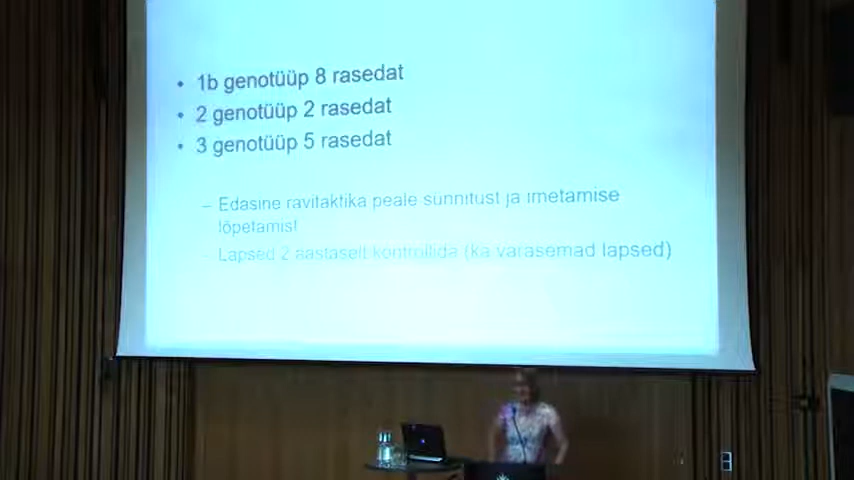 • 1b genotüüp 8 rasedat
• 2 genotüüp 2 rasedat
• 3 genotüüp 5 rasedat
– Edasine ravitaktika peale sünnitust ja imetamise
lõpetamist
– Lapsed 2 aastaselt kontrollida (ka varasemad lapsed)